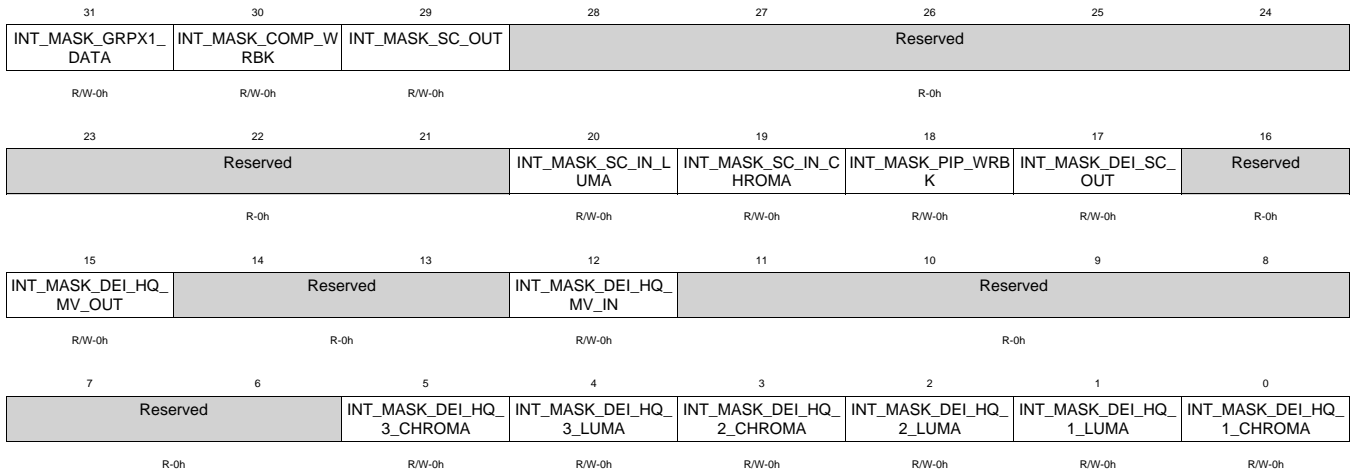 31 30 29 28 27 26 25 24
INT_MASK_GRPX1_ INT_MASK_COMP_W INT_MASK_SC_OUT Reserved
DATA RBK
R/W-0h R/W-0h R/W-0h R-0h
23 22 21 20 19 18 17 16
Reserved INT_MASK_SC_IN_L INT_MASK_SC_IN_C INT_MASK_PIP_WRB INT_MASK_DEI_SC_ Reserved
UMA HROMA K OUT
R-0h R/W-0h R/W-0h R/W-0h R/W-0h R-0h
15 14 13 12 11 10 9 8
INT_MASK_DEI_HQ_ Reserved INT_MASK_DEI_HQ_ Reserved
MV_OUT MV_IN
R/W-0h R-0h R/W-0h R-0h
7 6 5 4 3 2 1 0
Reserved INT_MASK_DEI_HQ_ INT_MASK_DEI_HQ_ INT_MASK_DEI_HQ_ INT_MASK_DEI_HQ_ INT_MASK_DEI_HQ_ INT_MASK_DEI_HQ_
3_CHROMA 3_LUMA 2_CHROMA 2_LUMA 1_LUMA 1_CHROMA
R-0h R/W-0h R/W-0h R/W-0h R/W-0h R/W-0h R/W-0h